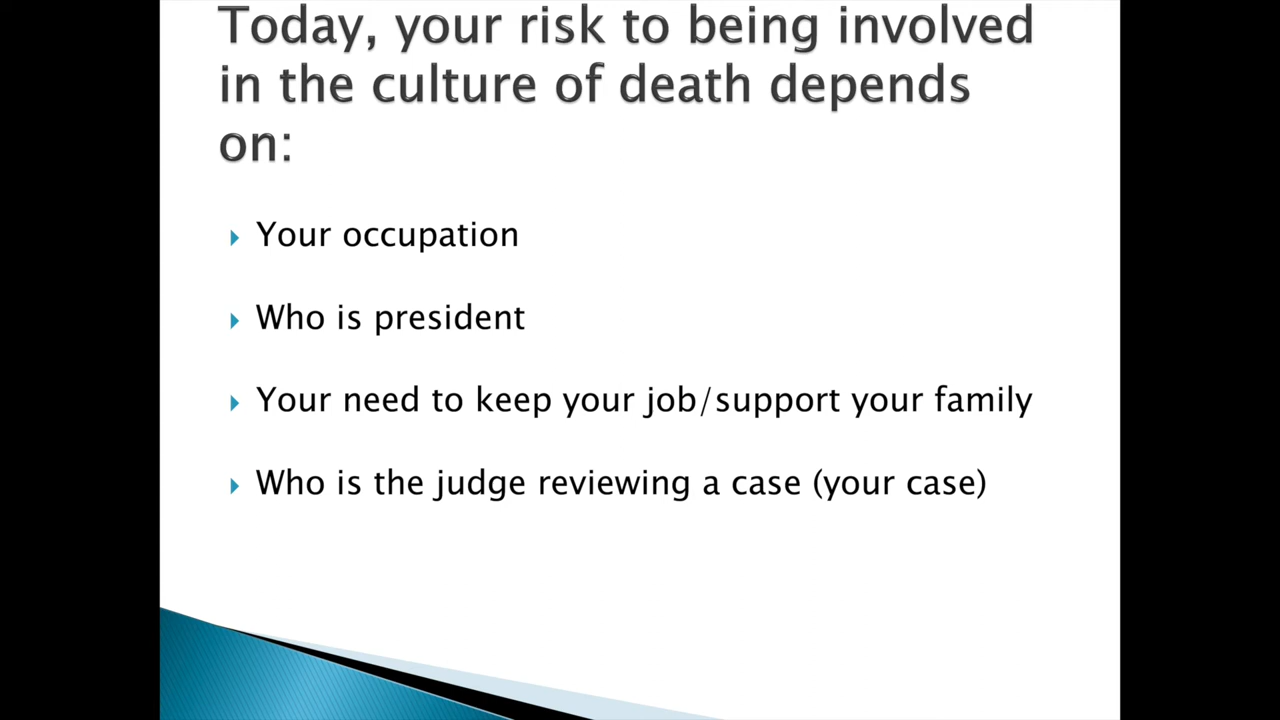 Today, your risk to being involved
in the culture of death depends
on:
Your occupation
Who is president
Your need to keep your job/support your family
Who is the judge reviewing a case (your case)